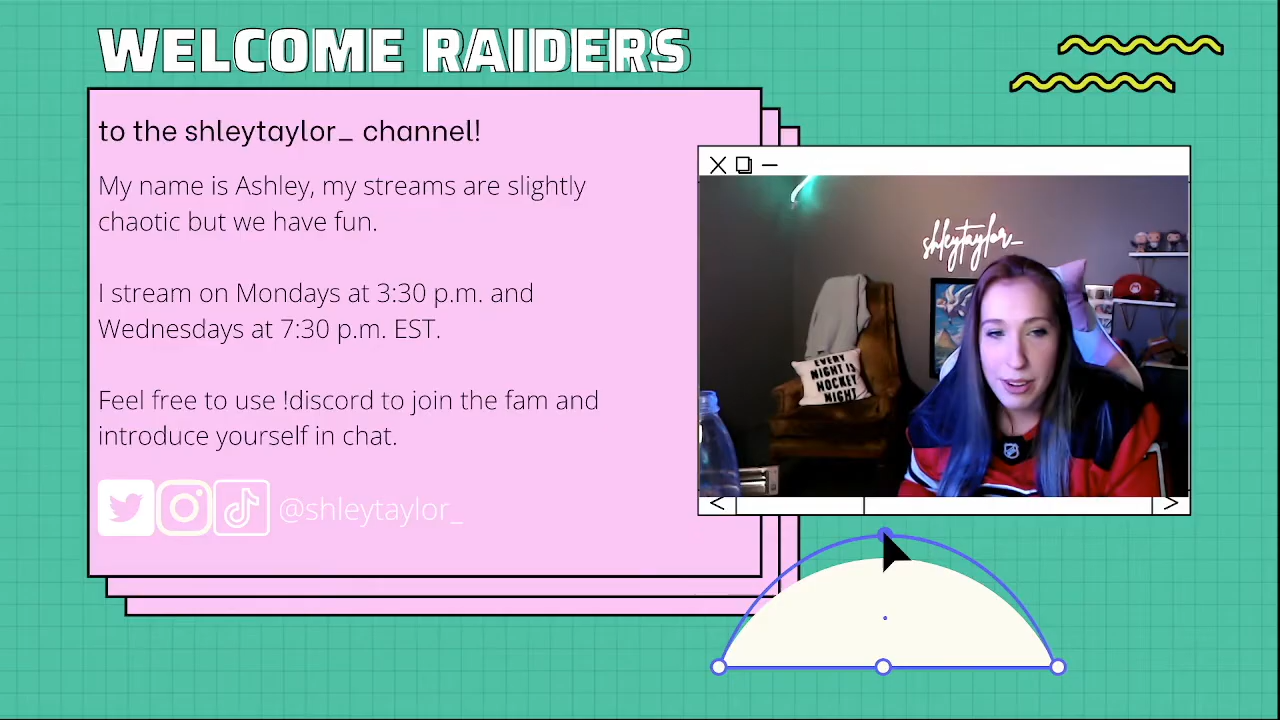 WELCOME RAIDERS
to the shleytaylor_ channel!
My name is Ashley, my streams are slightly
chaotic but we have fun.
I stream on Mondays at 3:30 p.m. and
Wednesdays at 7:30 p.m. EST.
Feel free to use !discord to join the fam and
introduce yourself in chat.
@shleytaylor_
shleytaylor_
EVERY
NIGHT IS
HOCKEY
NIGHT